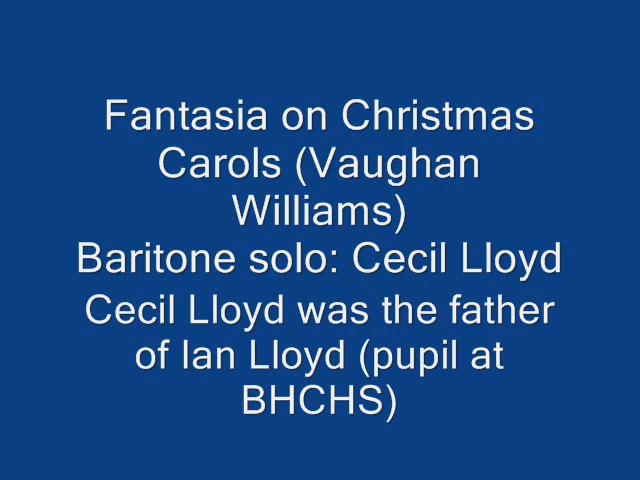 Fantasia on Christmas
Carols (Vaughan
Williams)
Baritone solo: Cecil Lloyd
Cecil Lloyd was the father
of Ian Lloyd (pupil at
BHCHS)